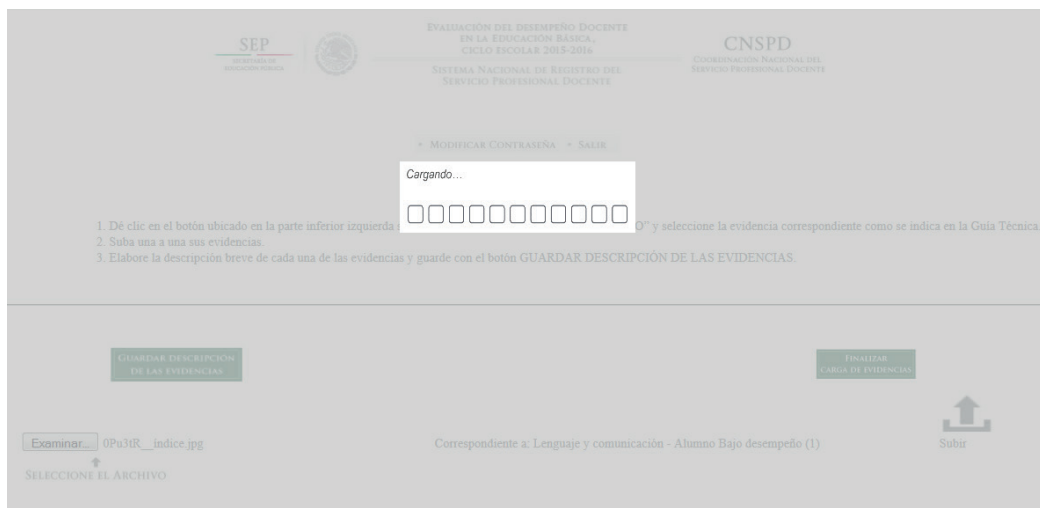 SEP
SECRETARÍA DE
EDUCACIÓN PÚBLICA
EVALUACIÓN DEL DESEMPEÑO DOCENTE
EN LA EDUCACIÓN BÁSICA,
CICLO ESCOLAR 2015-2016
SISTEMA NACIONAL DE REGISTRO DEL
SERVICIO PROFESIONAL DOCENTE
CNSPD
COORDINACIÓN NACIONAL DEL
SERVICIO PROFESIONAL DOCENTE
MODIFICAR CONTRASEÑA
SALIR
Cargando...
1. Dé clic en el botón ubicado en la parte inferior izquierda O" y seleccione la evidencia correspondiente como se indica en la Guía Técnica.
2. Suba una a una sus evidencias.
3. Elabore la descripción breve de cada una de las evidencias y guarde con el botón GUARDAR DESCRIPCIÓN DE LAS EVIDENCIAS.
GUARDAR DESCRIPCIÓN
DE LAS EVIDENCIAS
FINALIZAR
CARGA DE EVIDENCIAS
Examinar... 0Pu3tR__indice.jpg
Correspondiente a: Lenguaje y comunicación - Alumno Bajo desempeño (1)
Subir
SELECCIONE EL ARCHIVO